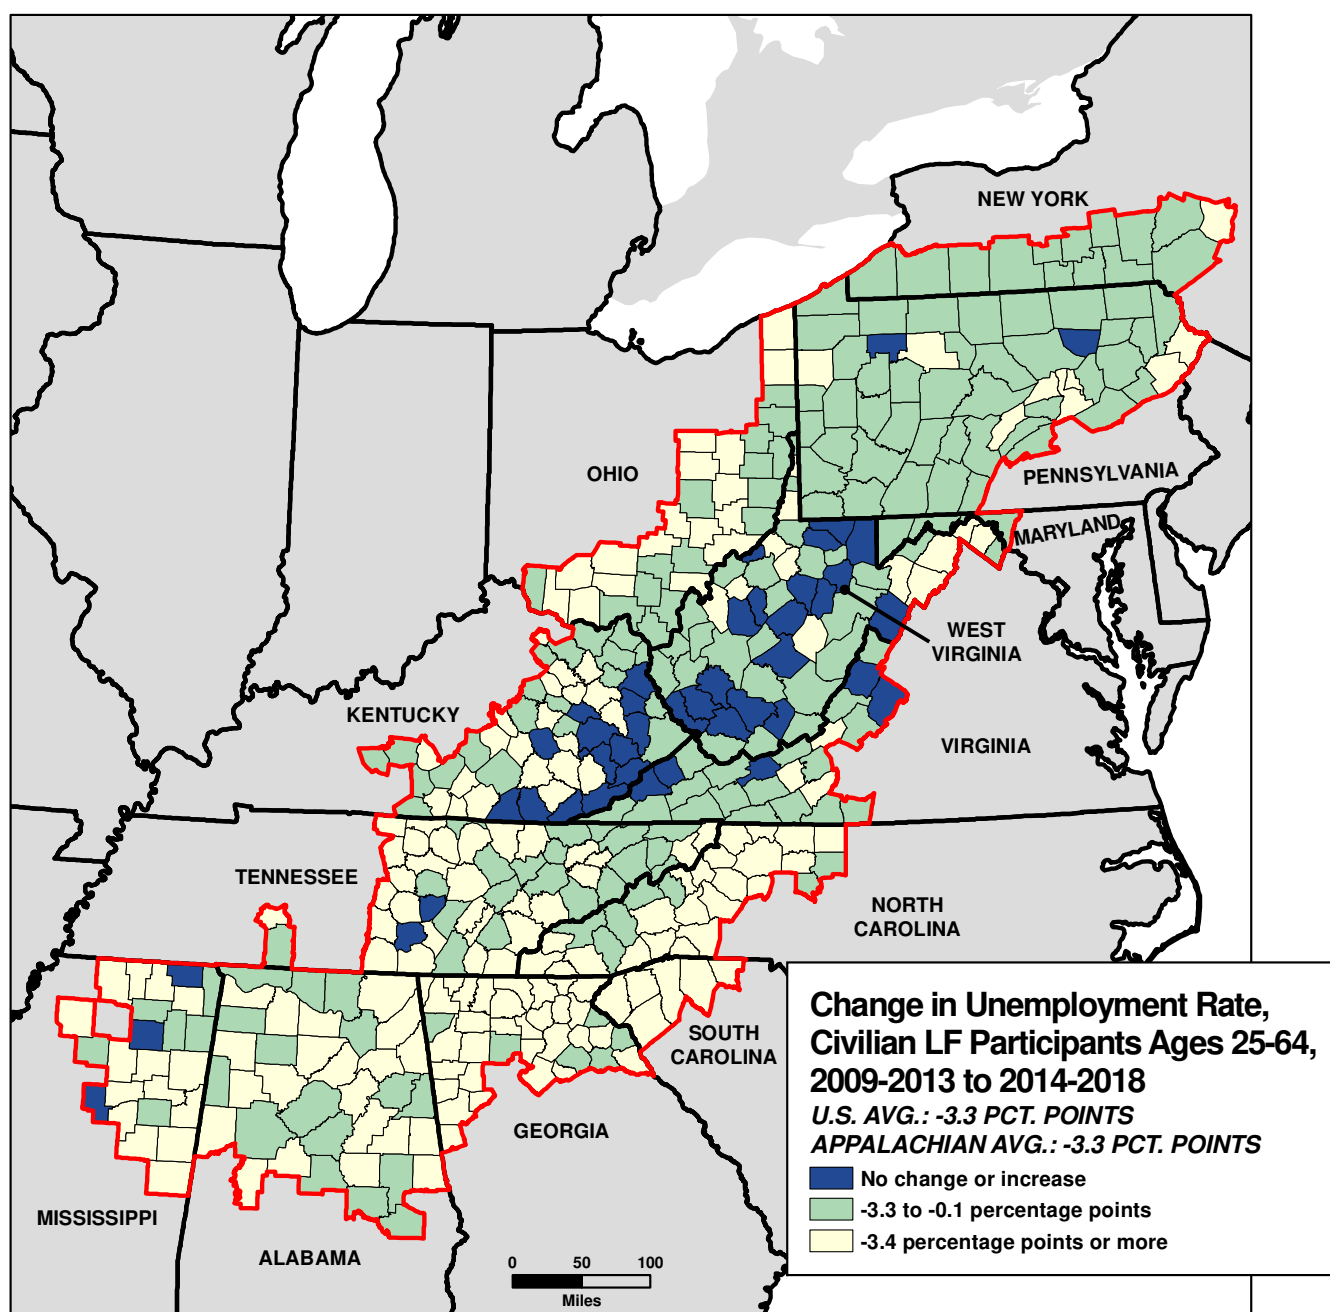 NEW YORK
OHIO
PENNSYLVANIA
MARYLAND
WEST
VIRGINIA
KENTUCKY
VIRGINIA
TENNESSEE
NORTH
CAROLINA
SOUTH
CAROLINA
GEORGIA
MISSISSIPPI
ALABAMA
0 50 100
Miles
Change in Unemployment Rate,
Civilian LF Participants Ages 25-64,
2009-2013 to 2014-2018
U.S. AVG.: -3.3 PCT. POINTS
APPALACHIAN AVG.: -3.3 PCT. POINTS
No change or increase
-3.3 to -0.1 percentage points
-3.4 percentage points or more